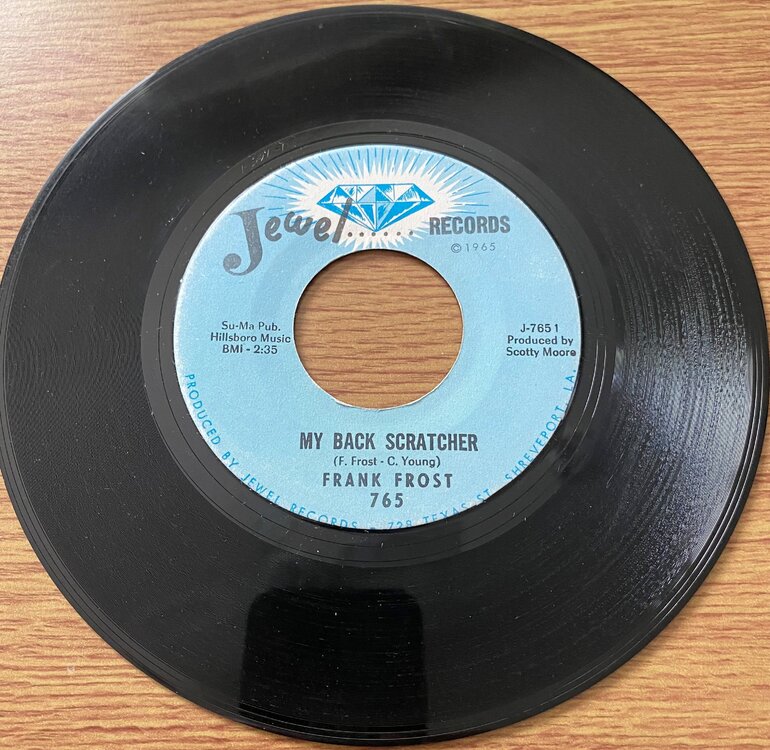 Jewel...... RECORDS
©1965
Su-Ma Pub.
Hillsboro Music
BMI - 2:35
J-7651
Produced by
Scotty Moore
MY BACK SCRATCHER
(F. Frost - C. Young)
FRANK FROST
765
PRODUCED BY JEWEL RECORDS • 728 TEXAS ST. SHREVEPORT, LA.